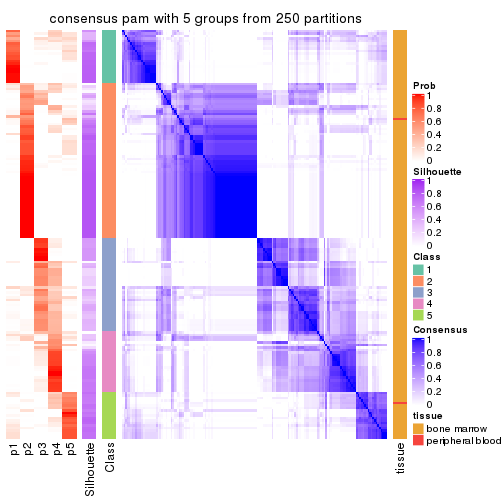 consensus pam with 5 groups from 250 partitions
Prob
1
0.8
0.6
0.4
0.2
0
Silhouette
1
0.8
0.6
0.4
0.2
0
Class
1
2
3
4
5
Consensus
1
0.8
0.6
0.4
0.2
0
tissue
bone marrow
peripheral blood
p1
p2
p3
p4
p5
Silhouette
Class
tissue